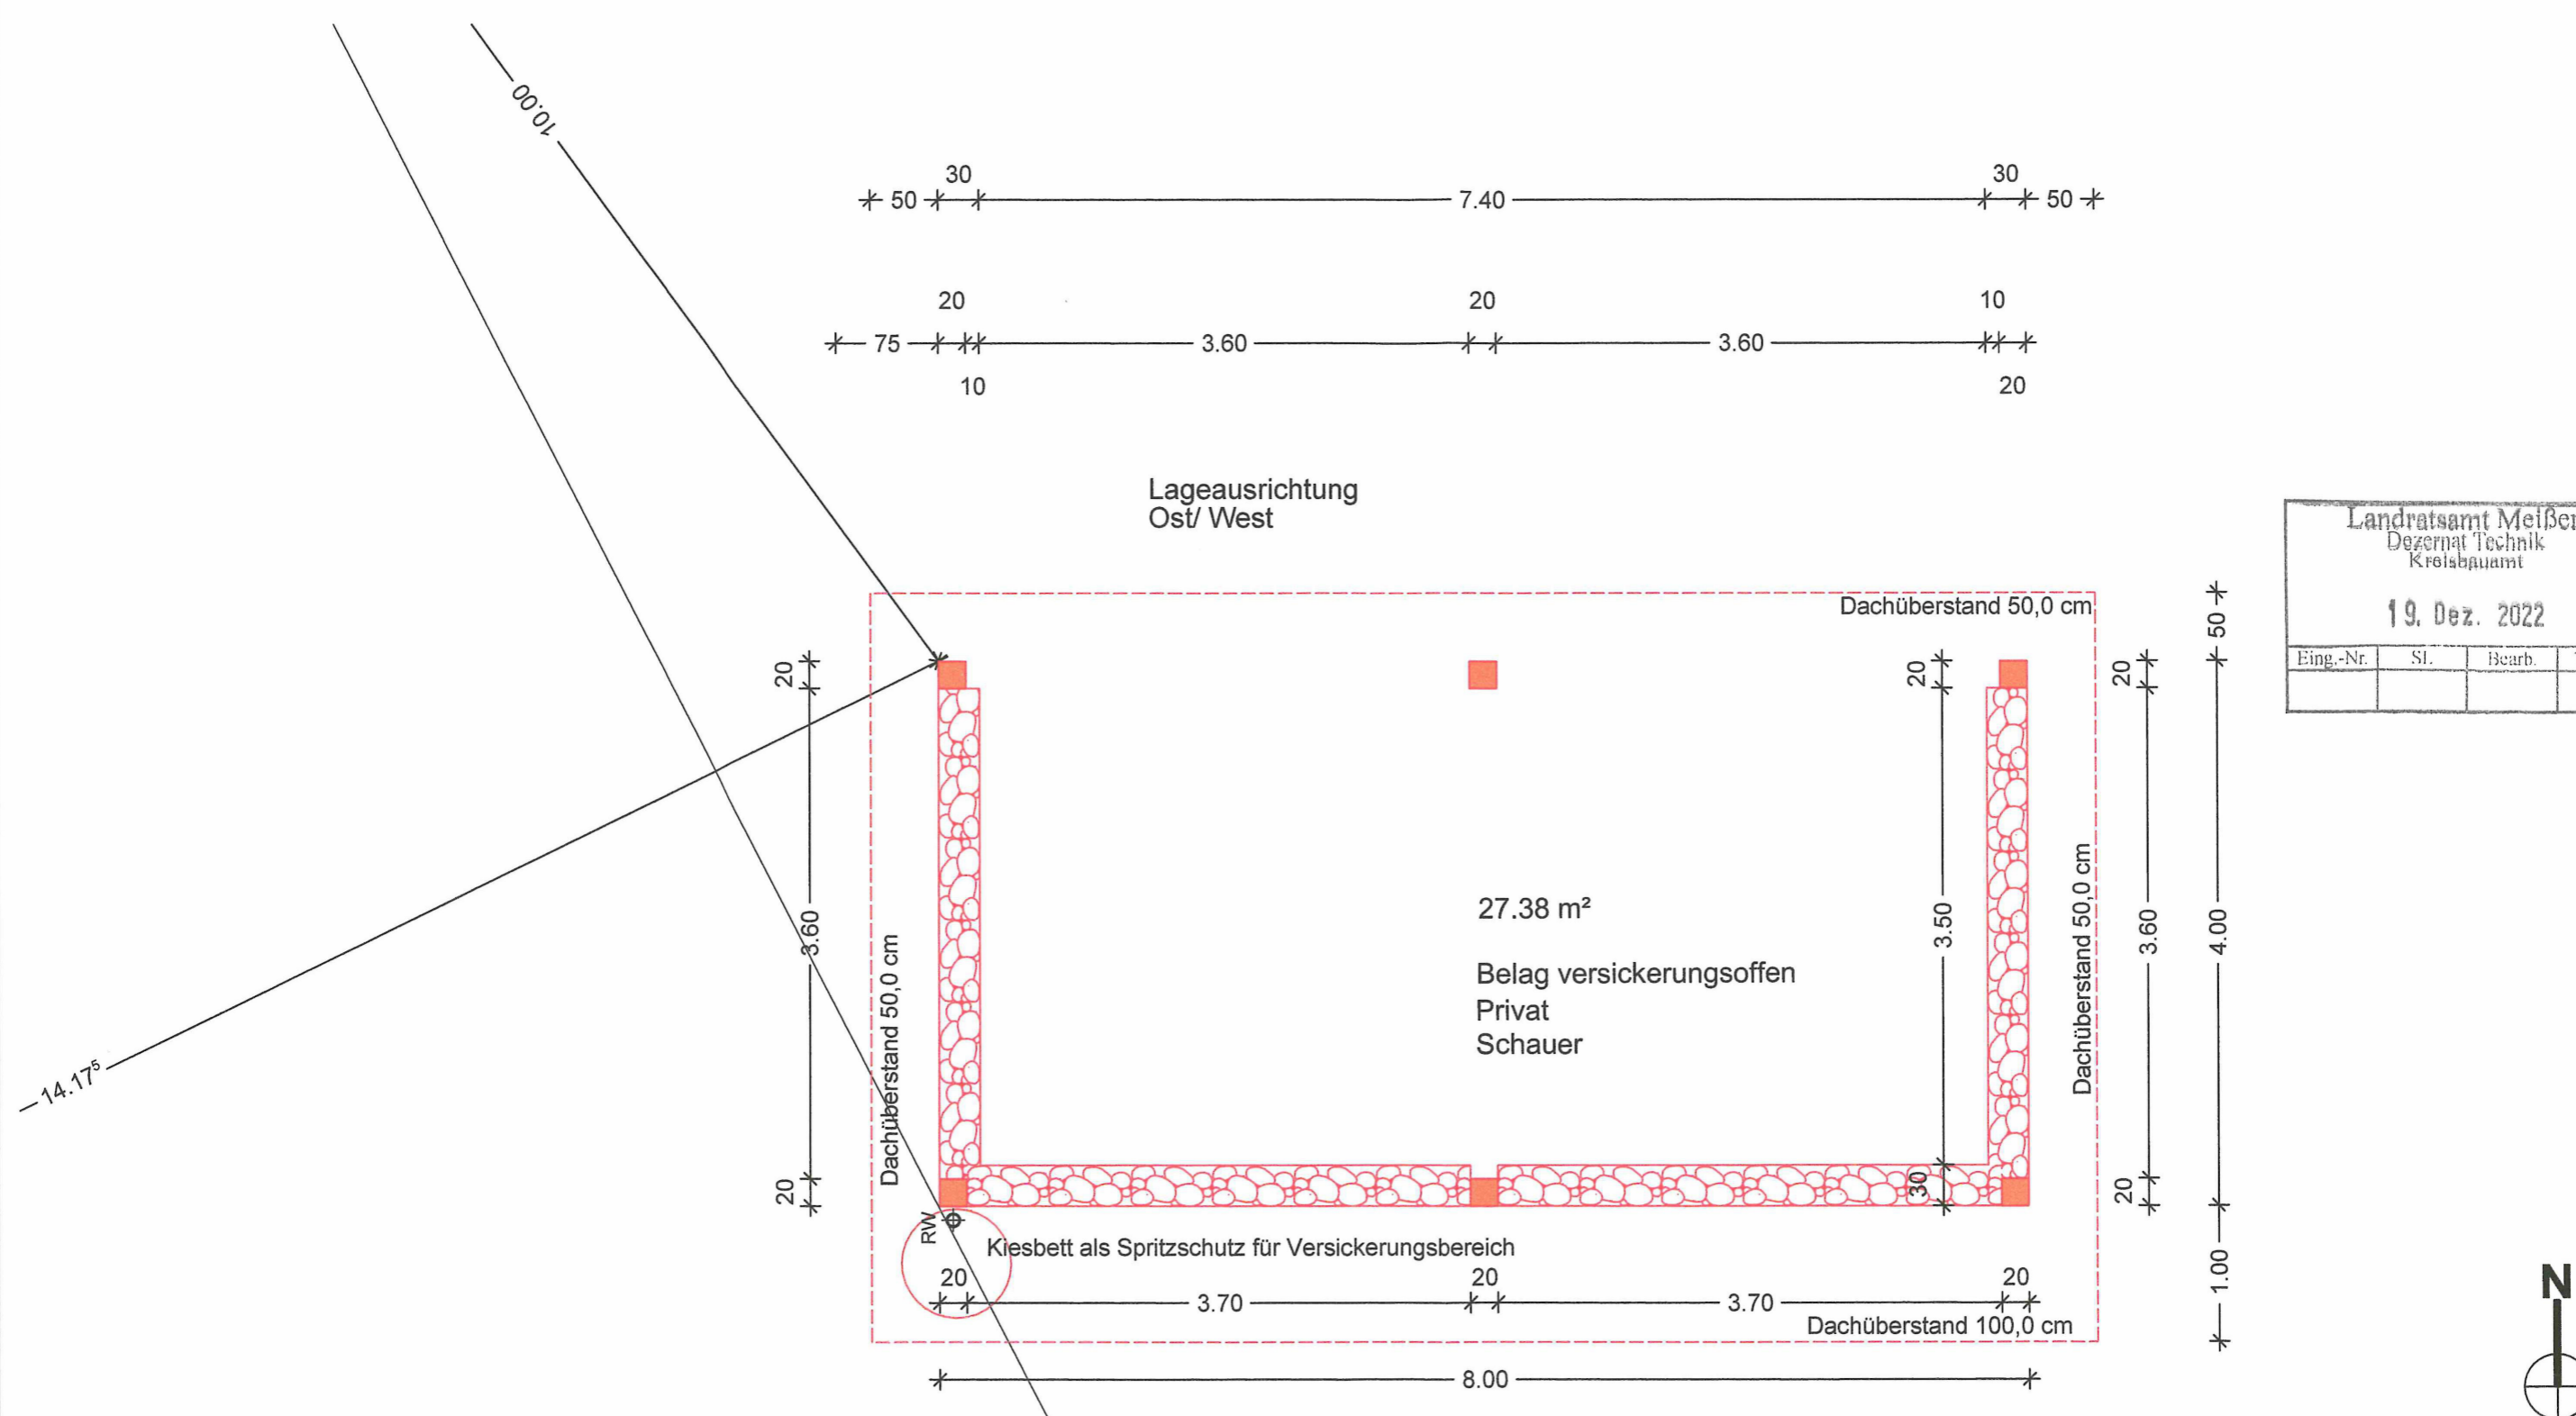 10.00
30
30
50
7.40
50
20
20
10
75
3.60
3.60
10
20
Lageausrichtung
Ost/ West
Landratsamt Meißen
Dezernat Technik
Kreisbauamt
19. Dez. 2022
Eing.-Nr.
SI.
Bearb.
Dachüberstand 50,0 cm
50
20
20
20
3.60
27.38 m²
3.50
3.60
4.00
Belag versickerungsoffen
Privat
Schauer
Dachüberstand 50,0 cm
Dachüberstand 50,0 cm
14.17⁵
20
30
20
RW
Kiesbett als Spritzschutz für Versickerungsbereich
20
20
20
3.70
3.70
1.00
Dachüberstand 100,0 cm
8.00
N